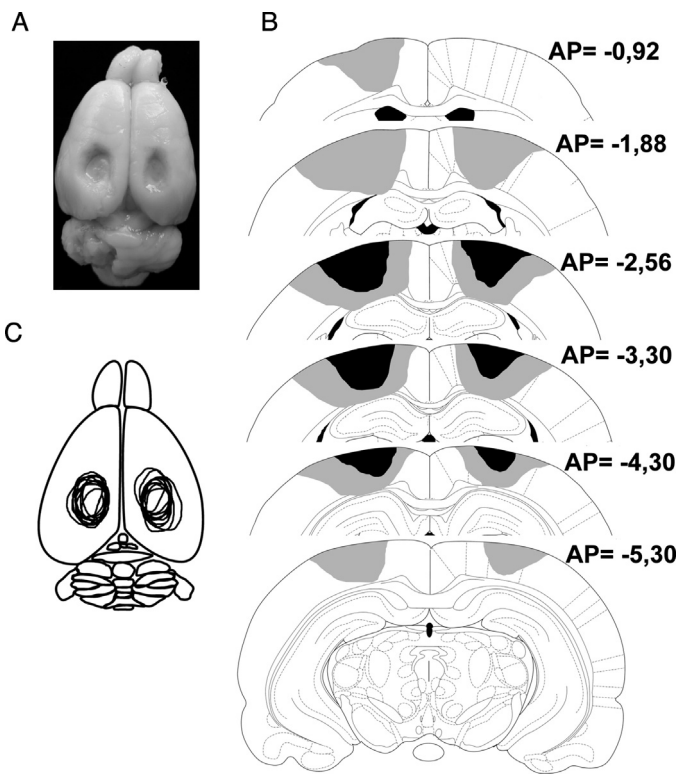 A
B
AP= -0,92
AP= -1,88
AP= -2,56
C
AP= -3,30
AP= -4,30
AP= -5,30